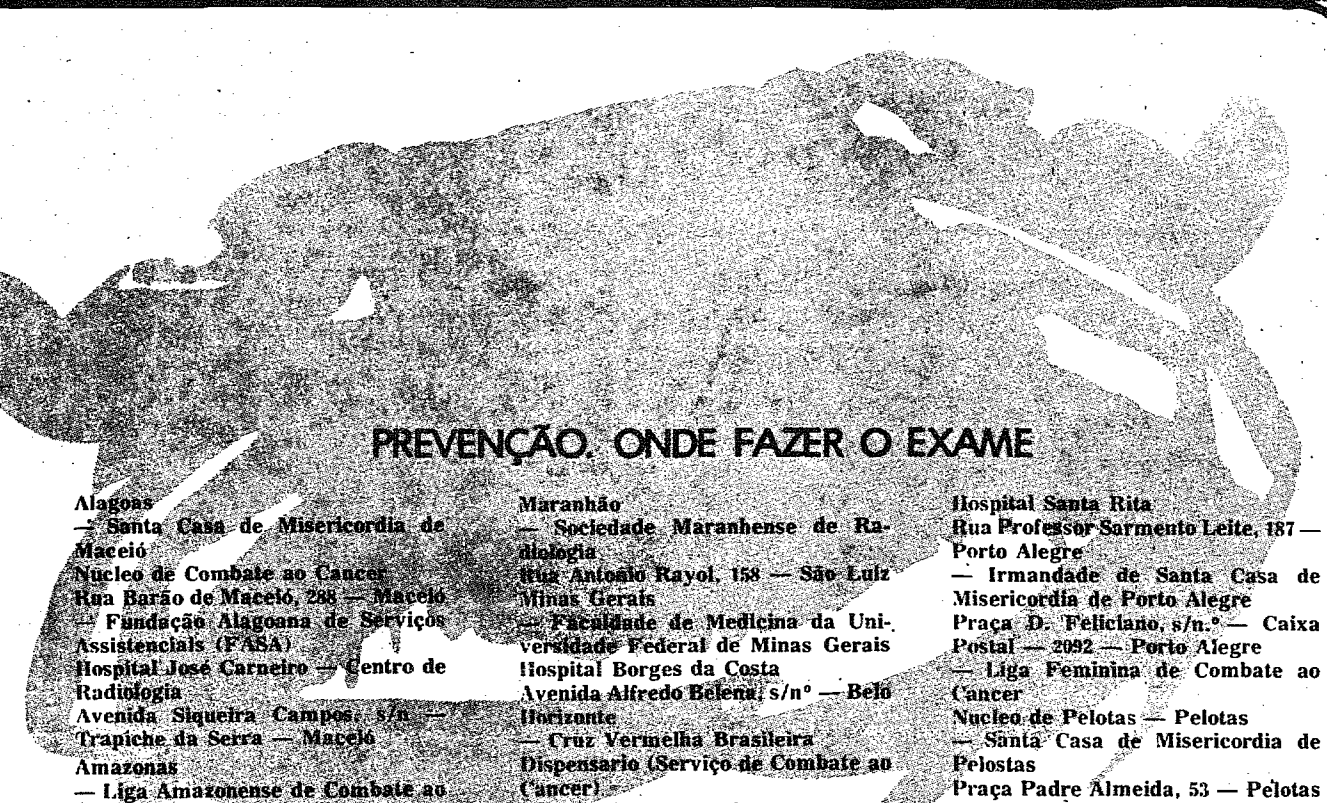 PREVENÇÃO. ONDE FAZER O EXAME
Alagoas
— Santa Casa de Misericordia de
Maceió
Nucleo de Combate ao Cancer
Rua Barão de Maceió, 288 — Maceió
— Fundação Alagoana de Serviços
Assistenciais (FASA)
Hospital José Carneiro — Centro de
Radiologia
Avenida Siqueira Campos, s/n —
Trapiche da Serra — Maceió
Amazonas
— Liga Amazonense de Combate ao
Maranhão
— Sociedade Maranhense de Ra-
diologia
Rua Antonio Rayol, 158 — São Luiz
Minas Gerais
— Faculdade de Medicina da Uni-
versidade Federal de Minas Gerais
Hospital Borges da Costa
Avenida Alfredo Belena, s/nº — Belo
Horizonte
— Cruz Vermelha Brasileira
Dispensario (Serviço de Combate ao
Cancer)
Hospital Santa Rita
Rua Professor Sarmento Leite, 187 —
Porto Alegre
— Irmandade de Santa Casa de
Misericordia de Porto Alegre
Praça D. Feliciano, s/n.º — Caixa
Postal — 2092 — Porto Alegre
— Liga Feminina de Combate ao
Cancer
Nucleo de Pelotas — Pelotas
— Santa Casa de Misericordia de
Pelostas
Praça Padre Almeida, 53 — Pelotas